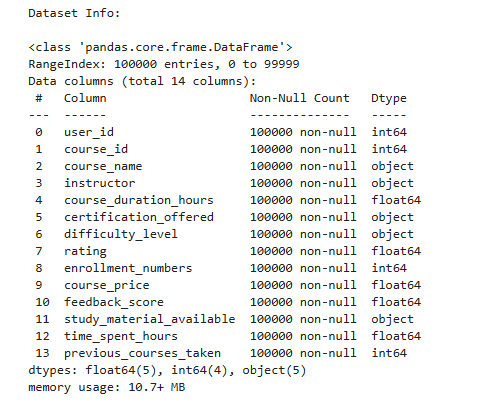 Dataset Info:
<class 'pandas.core.frame.DataFrame'>
RangeIndex: 100000 entries, 0 to 99999
Data columns (total 14 columns):
 #   Column                    Non-Null Count   Dtype
---  ------                    --------------   -----
 0   user_id                   100000 non-null  int64
 1   course_id                 100000 non-null  int64
 2   course_name               100000 non-null  object
 3   instructor                100000 non-null  object
 4   course_duration_hours     100000 non-null  float64
 5   certification_offered     100000 non-null  object
 6   difficulty_level          100000 non-null  object
 7   rating                    100000 non-null  float64
 8   enrollment_numbers        100000 non-null  int64
 9   course_price              100000 non-null  float64
 10  feedback_score            100000 non-null  float64
 11  study_material_available  100000 non-null  object
 12  time_spent_hours          100000 non-null  float64
 13  previous_courses_taken    100000 non-null  int64
dtypes: float64(5), int64(4), object(5)
memory usage: 10.7+ MB